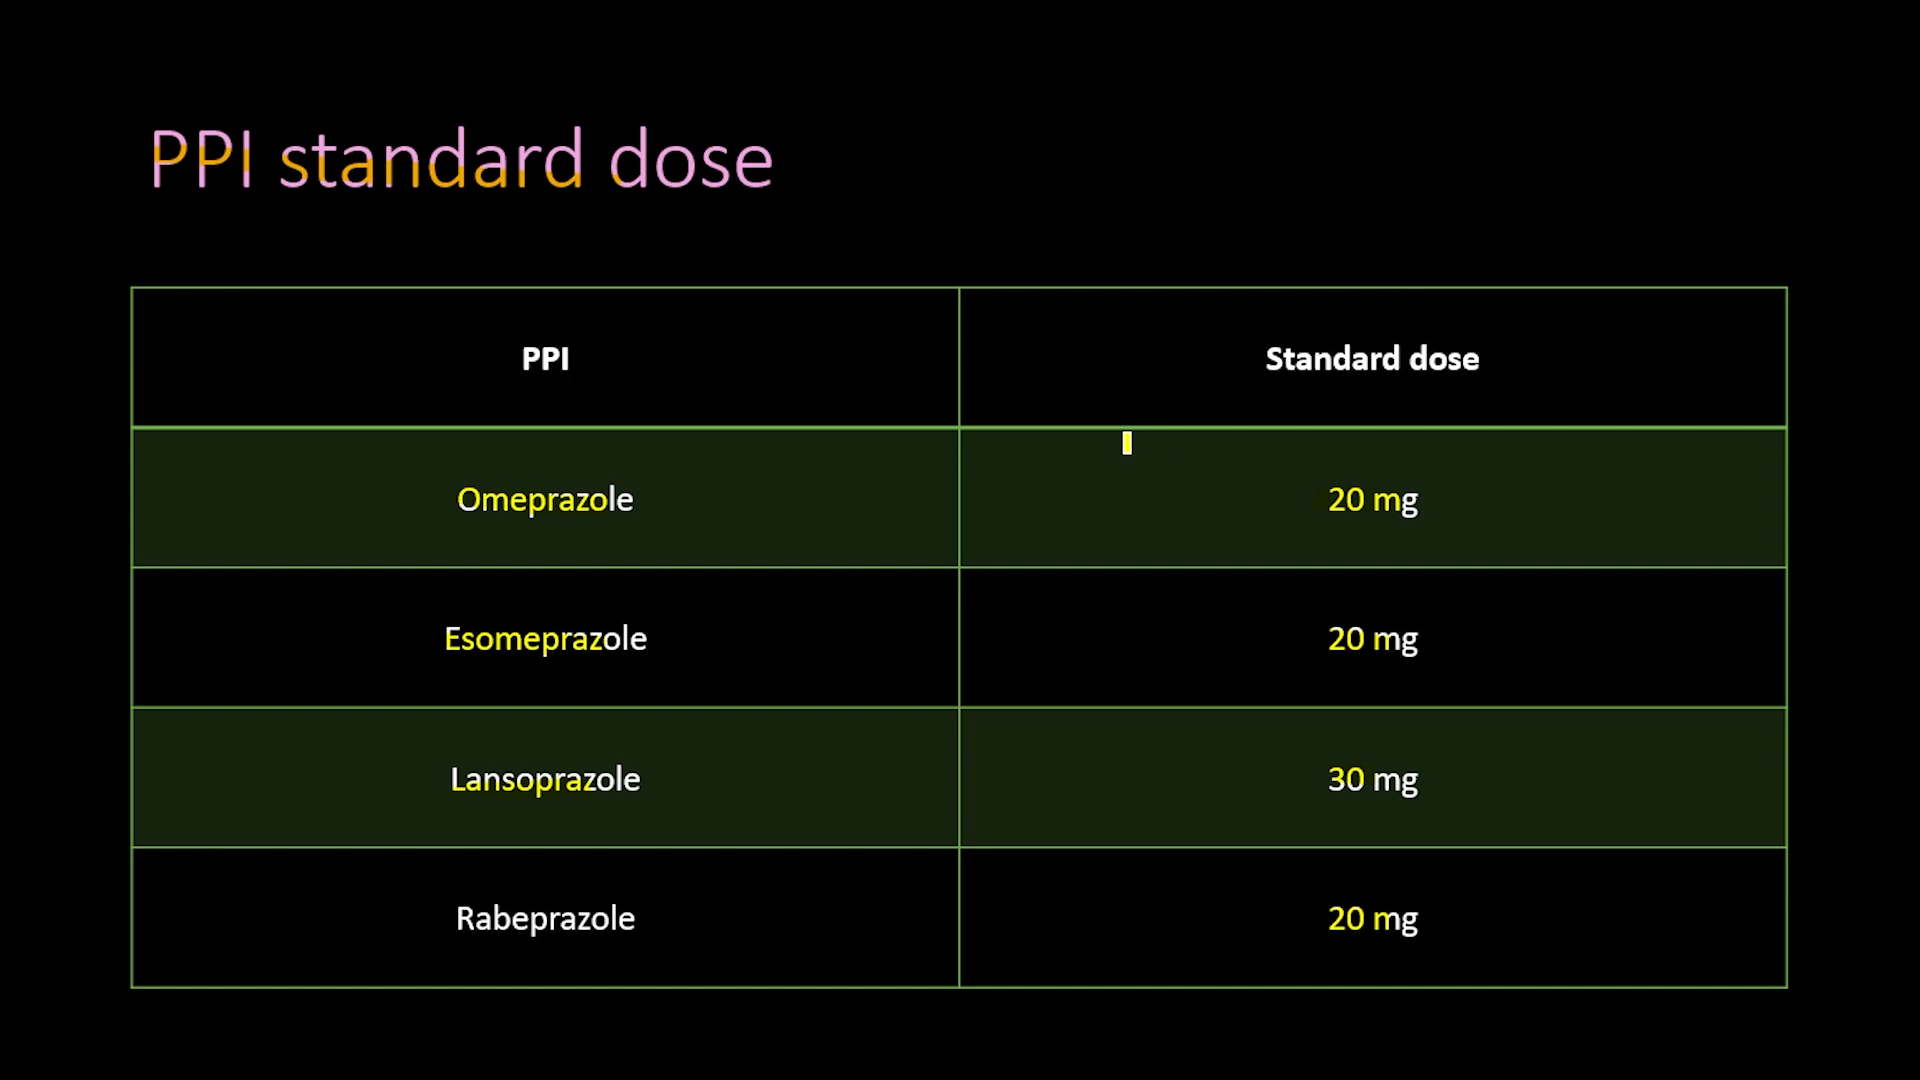 PPI standard dose
PPI
Standard dose
Omeprazole
20 mg
Esomeprazole
20 mg
Lansoprazole
30 mg
Rabeprazole
20 mg